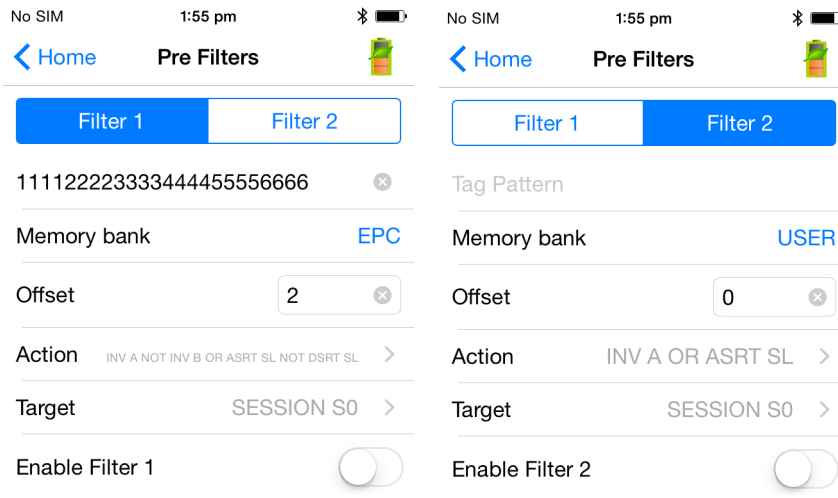 No SIM 1:55 pm
Home Pre Filters
Filter 1 Filter 2
111122223333444455556666
Memory bank EPC
Offset 2
Action INV A NOT INV B OR ASRT SL NOT DSRT SL
Target SESSION S0
Enable Filter 1
No SIM 1:55 pm
Home Pre Filters
Filter 1 Filter 2
Tag Pattern
Memory bank USER
Offset 0
Action INV A OR ASRT SL
Target SESSION S0
Enable Filter 2